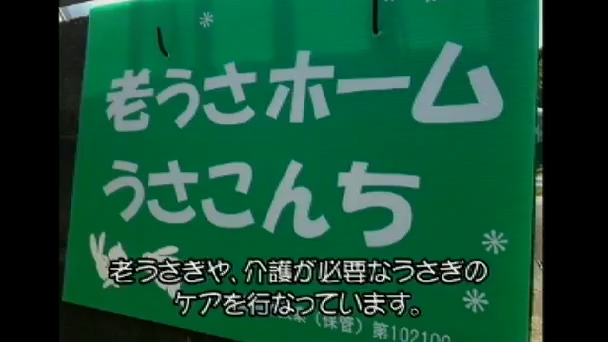 老うさホーム
うさこんち
老うさぎや、介護が必要なうさぎの
ケアを行なっています。
(保管)第102100